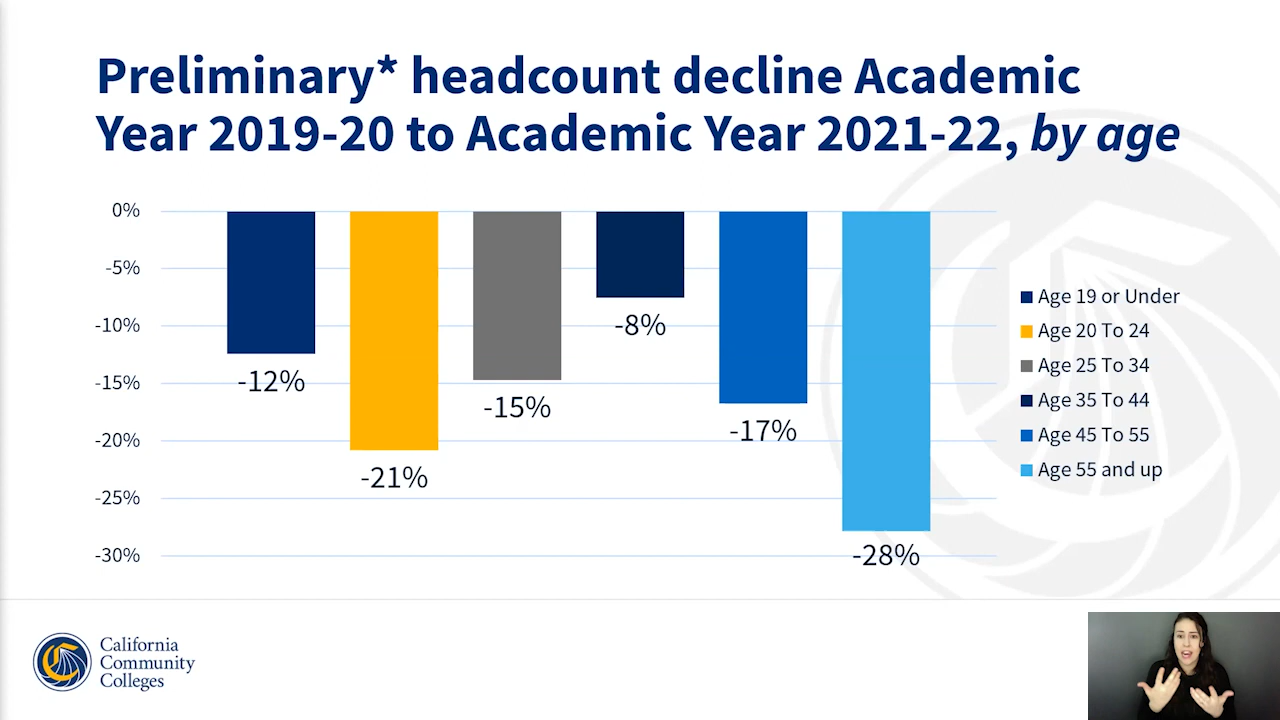 Preliminary* headcount decline Academic
Year 2019-20 to Academic Year 2021-22, by age
0%
-5%
-10%
-15%
-20%
-25%
-30%
-12%
-21%
-15%
-8%
-17%
-28%
Age 19 or Under
Age 20 To 24
Age 25 To 34
Age 35 To 44
Age 45 To 55
Age 55 and up
California
Community
Colleges